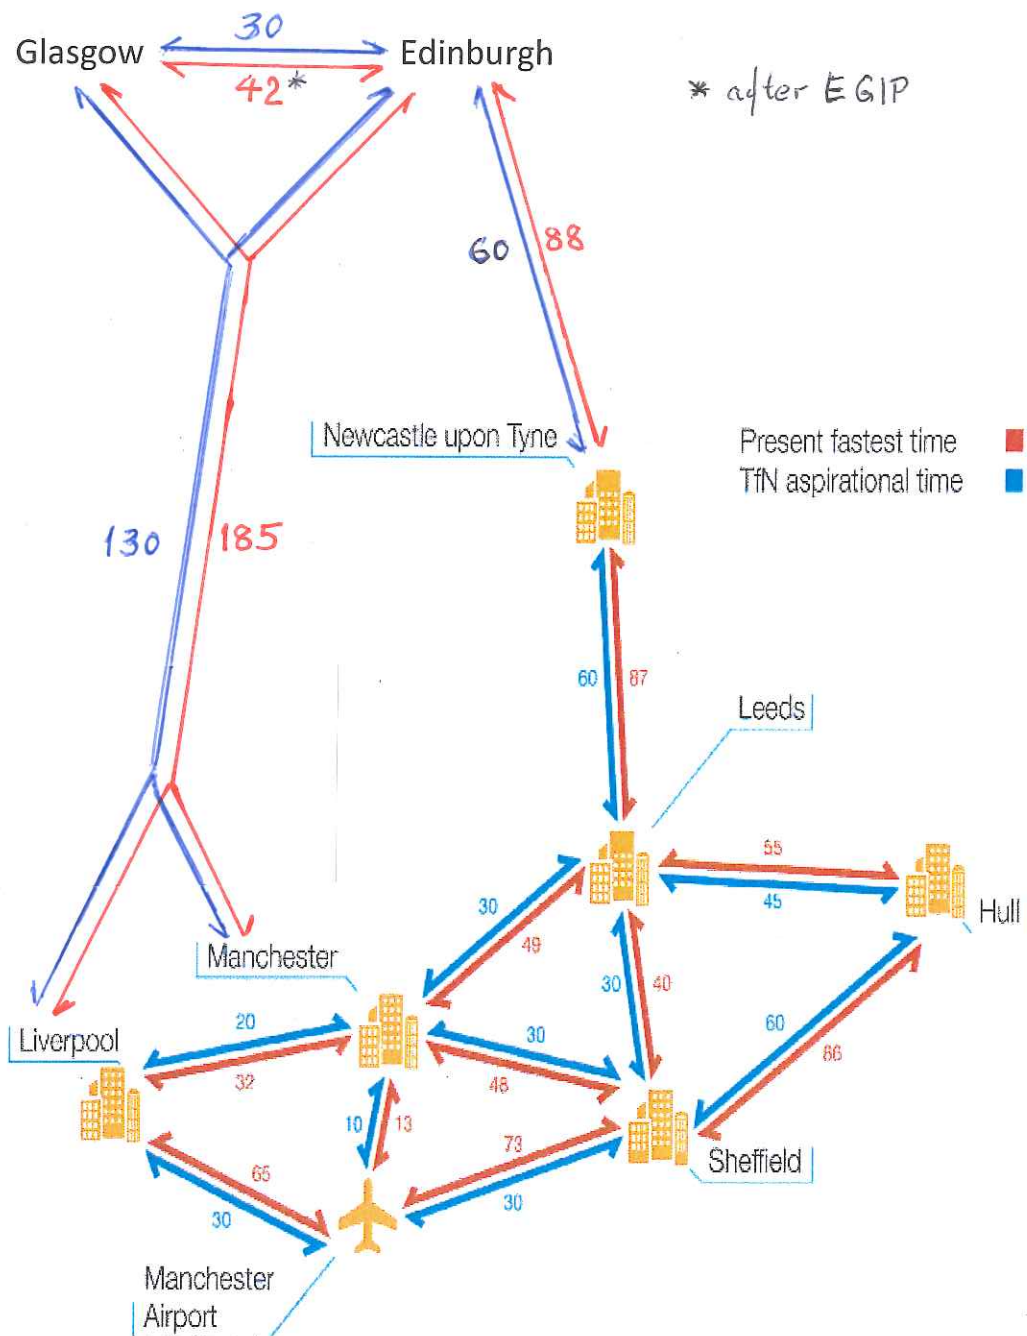 30
Glasgow
Edinburgh
42*
* after EGIP
60
88
Newcastle upon Tyne
Present fastest time
TfN aspirational time
130
185
60
87
Leeds
55
45
Hull
30
49
30
40
Manchester
20
32
30
48
60
86
Liverpool
10
13
73
30
Sheffield
65
30
Manchester
Airport